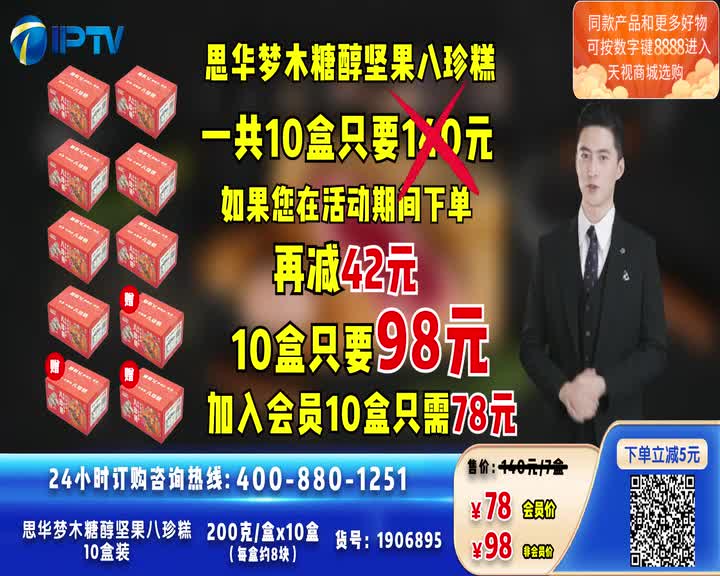 IPTV
同款产品和更多好物
可按数字键8888进入
天视商城选购
思华梦木糖醇坚果八珍糕
一共10盒只要140元
如果您在活动期间下单
再减42元
10盒只要98元
加入会员10盒只需78元
赠
赠
赠
24小时订购咨询热线:400-880-1251
思华梦木糖醇坚果八珍糕
10盒装
200克/盒x10盒
(每盒约8块)
货号:1906895
售价:140元/7盒
¥78 会员价
¥98 非会员价
下单立减5元